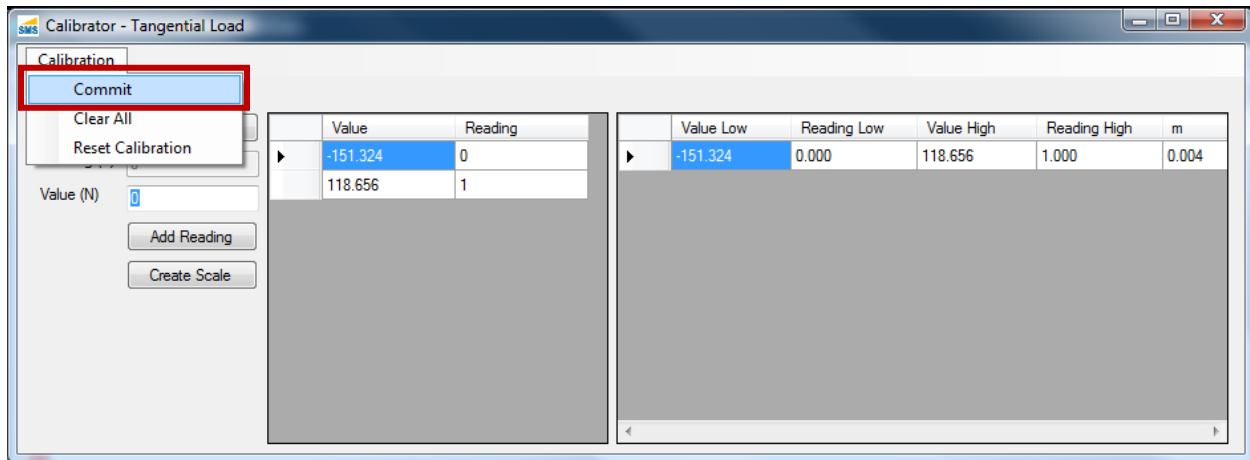 SMS Calibrator - Tangential Load
Calibration
Commit
Clear All
Reset Calibration
Value (N) 0
Add Reading
Create Scale
Value Reading
-151.324 0
118.656 1
Value Low Reading Low Value High Reading High m
-151.324 0.000 118.656 1.000 0.004